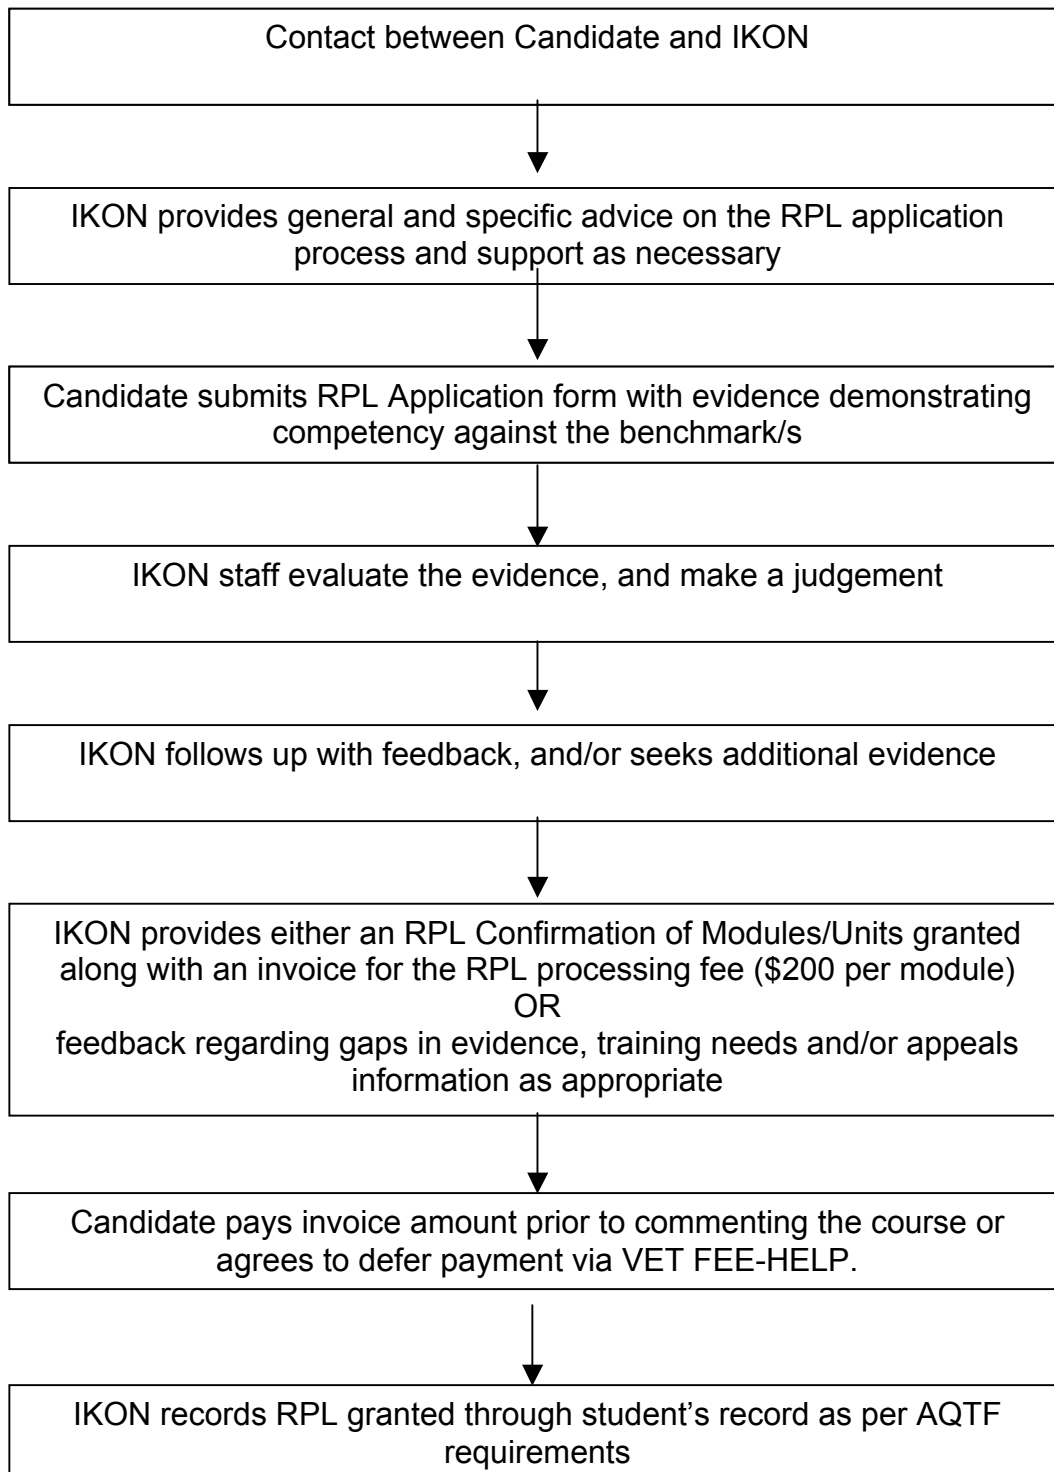 Contact between Candidate and IKON
IKON provides general and specific advice on the RPL application
process and support as necessary
Candidate submits RPL Application form with evidence demonstrating
competency against the benchmark/s
IKON staff evaluate the evidence, and make a judgement
IKON follows up with feedback, and/or seeks additional evidence
IKON provides either an RPL Confirmation of Modules/Units granted
along with an invoice for the RPL processing fee ($200 per module)
OR
feedback regarding gaps in evidence, training needs and/or appeals
information as appropriate
Candidate pays invoice amount prior to commenting the course or
agrees to defer payment via VET FEE-HELP.
IKON records RPL granted through student’s record as per AQTF
requirements